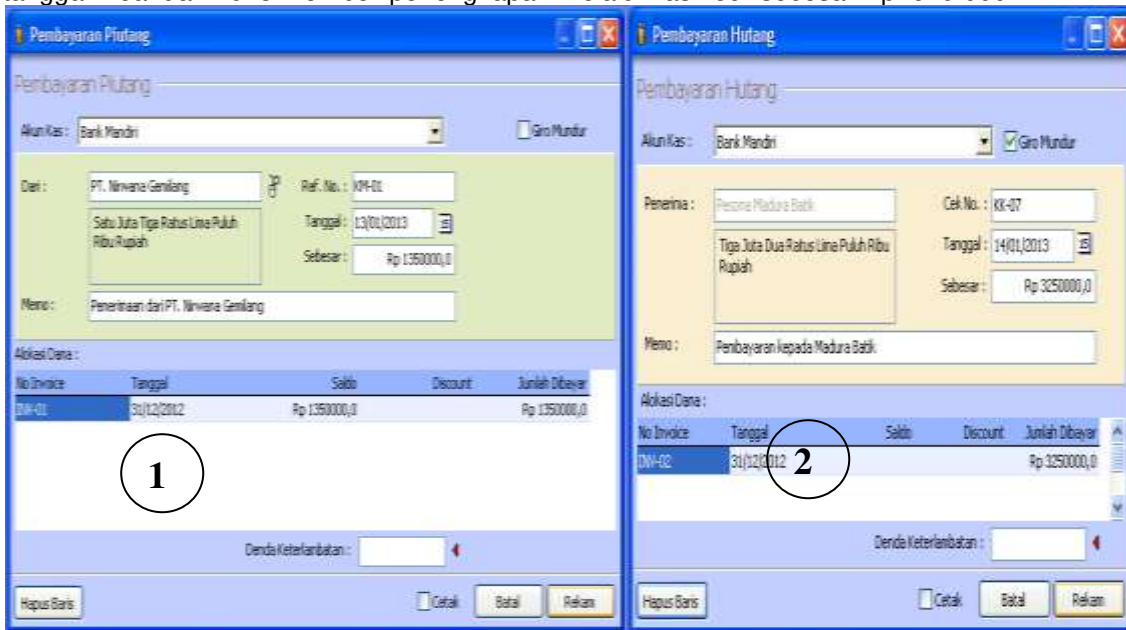 Pembayaran Piutang
Pembayaran Piutang
Akun Kas : Bank Mandiri Giro Mundur
Dari : PT. Nirwana Gemilang Ref. No. : KM-01
Satu Juta Tiga Ratus Lima Puluh Ribu Rupiah
Tanggal : 13/01/2013
Sebesar : Rp 1350000,0
Memo : Penerimaan dari PT. Nirwana Gemilang
Alokasi Dana :
No Invoice Tanggal Saldo Discount Jumlah Dibayar
INV-01 31/12/2012 Rp 1350000,0 Rp 1350000,0
1
Denda Keterlambatan :
Hapus Baris Cetak Batal Rekam
Pembayaran Hutang
Pembayaran Hutang
Akun Kas : Bank Mandiri Giro Mundur
Penerima : Pesona Madura Batik Cek No. : KK-07
Tiga Juta Dua Ratus Lima Puluh Ribu Rupiah
Tanggal : 14/01/2013
Sebesar : Rp 3250000,0
Memo : Pembayaran kepada Madura Batik
Alokasi Dana :
No Invoice Tanggal Saldo Discount Jumlah Dibayar
INV-02 31/12/2012 Rp 3250000,0
2
Denda Keterlambatan :
Hapus Baris Cetak Batal Rekam